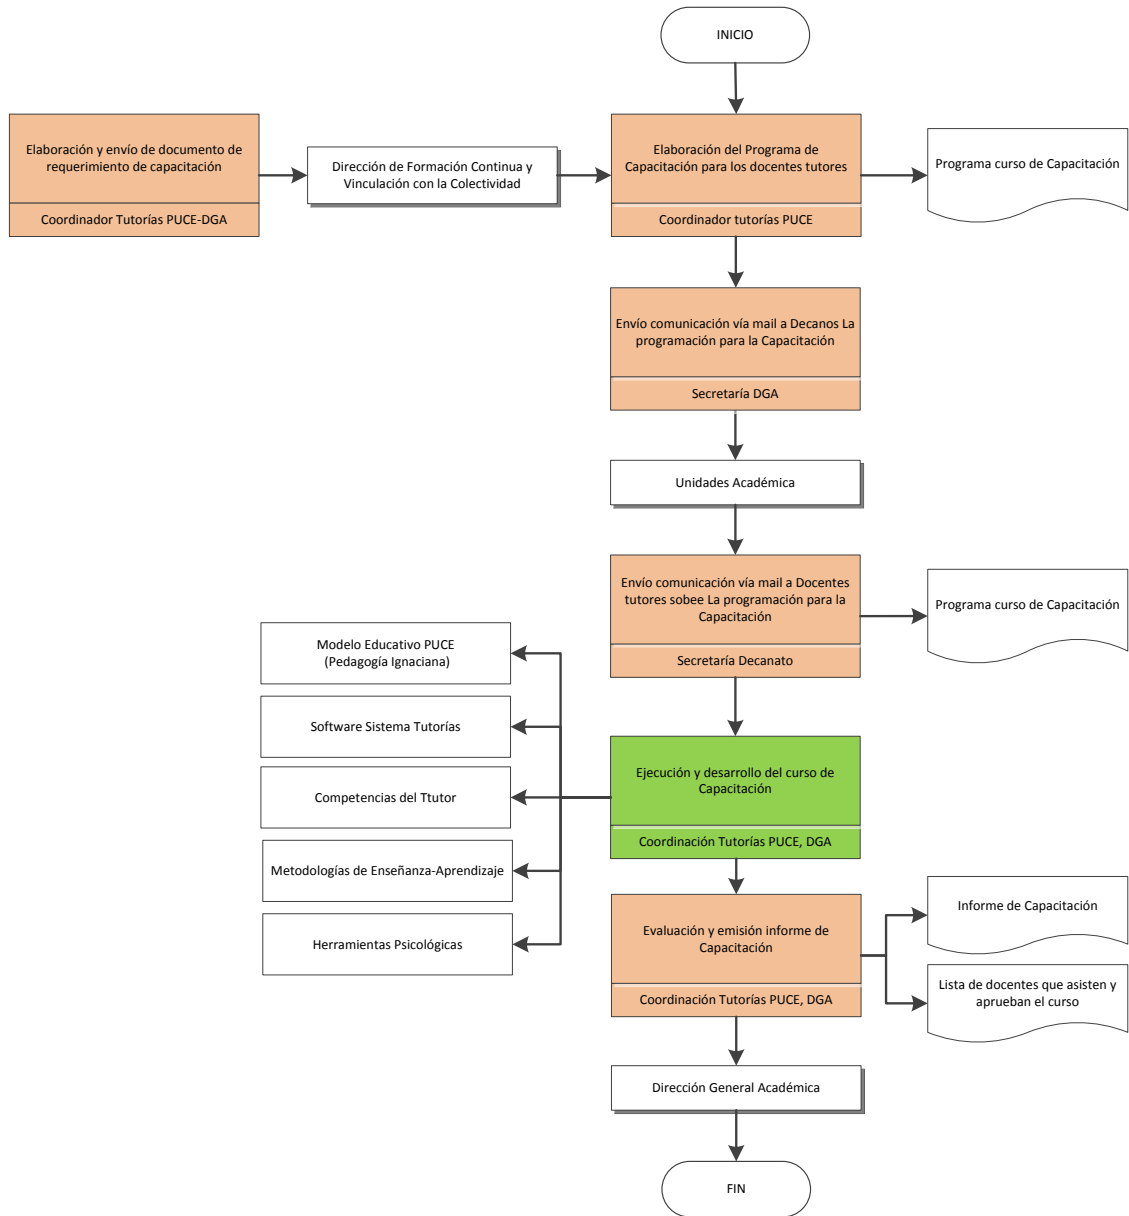 INICIO
Elaboración y envío de documento de
requerimiento de capacitación
Coordinador Tutorías PUCE-DGA
Dirección de Formación Continua y
Vinculación con la Colectividad
Elaboración del Programa de
Capacitación para los docentes tutores
Coordinador tutorías PUCE
Programa curso de Capacitación
Envío comunicación vía mail a Decanos La
programación para la Capacitación
Secretaría DGA
Unidades Académica
Envío comunicación vía mail a Docentes
tutores sobee La programación para la
Capacitación
Secretaría Decanato
Programa curso de Capacitación
Modelo Educativo PUCE
(Pedagogía Ignaciana)
Software Sistema Tutorías
Competencias del Ttutor
Metodologías de Enseñanza-Aprendizaje
Herramientas Psicológicas
Ejecución y desarrollo del curso de
Capacitación
Coordinación Tutorías PUCE, DGA
Evaluación y emisión informe de
Capacitación
Coordinación Tutorías PUCE, DGA
Informe de Capacitación
Lista de docentes que asisten y
aprueban el curso
Dirección General Académica
FIN